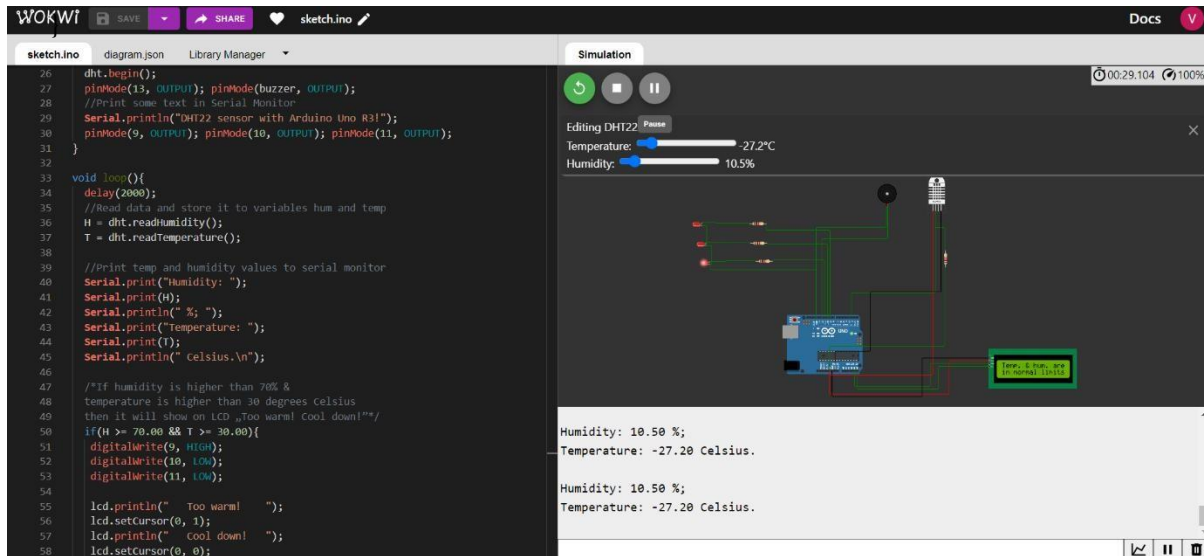 WOKWi SAVE SHARE sketch.ino Docs V
sketch.ino diagram.json Library Manager
26 dht.begin();
27 pinMode(13, OUTPUT); pinMode(buzzer, OUTPUT);
28 //Print some text in Serial Monitor
29 Serial.println("DHT22 sensor with Arduino Uno R3!");
30 pinMode(9, OUTPUT); pinMode(10, OUTPUT); pinMode(11, OUTPUT);
31 }
32
33 void loop(){
34 delay(2000);
35 //Read data and store it to variables hum and temp
36 H = dht.readHumidity();
37 T = dht.readTemperature();
38
39 //Print temp and humidity values to serial monitor
40 Serial.print("Humidity: ");
41 Serial.print(H);
42 Serial.println(" %; ");
43 Serial.print("Temperature: ");
44 Serial.print(T);
45 Serial.println(" Celsius.\n");
46
47 /*If humidity is higher than 70% &
48 temperature is higher than 30 degrees Celsius
49 then it will show on LCD „Too warm! Cool down!”*/
50 if(H >= 70.00 && T >= 30.00){
51 digitalWrite(9, HIGH);
52 digitalWrite(10, LOW);
53 digitalWrite(11, LOW);
54
55 lcd.println("   Too warm!    ");
56 lcd.setCursor(0, 1);
57 lcd.println("   Cool down!   ");
58 lcd.setCursor(0, 0);
Simulation
00:29.104 100%
Editing DHT22 Pause
Temperature: -27.2°C
Humidity: 10.5%
Temp. & hum. are
in normal limits
Humidity: 10.50 %;
Temperature: -27.20 Celsius.
Humidity: 10.50 %;
Temperature: -27.20 Celsius.